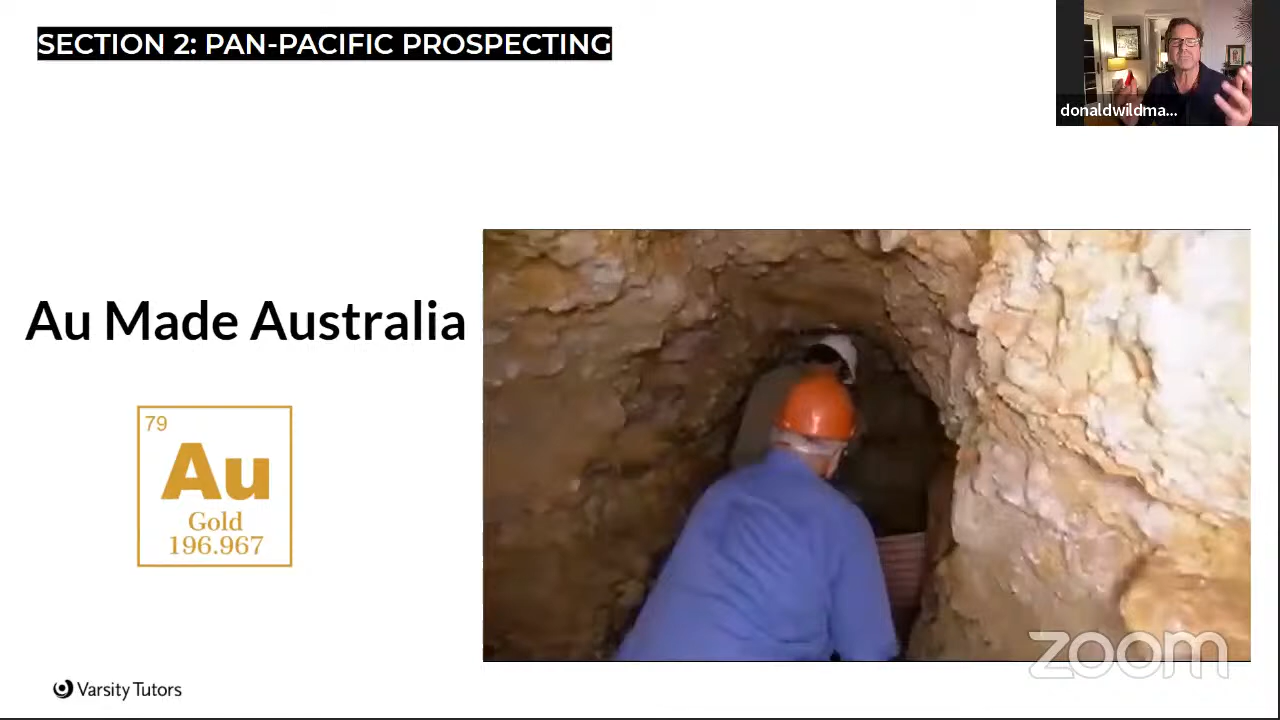 SECTION 2: PAN-PACIFIC PROSPECTING
donaldwildma...
Au Made Australia
79
Au
Gold
196.967
Varsity Tutors
zoom